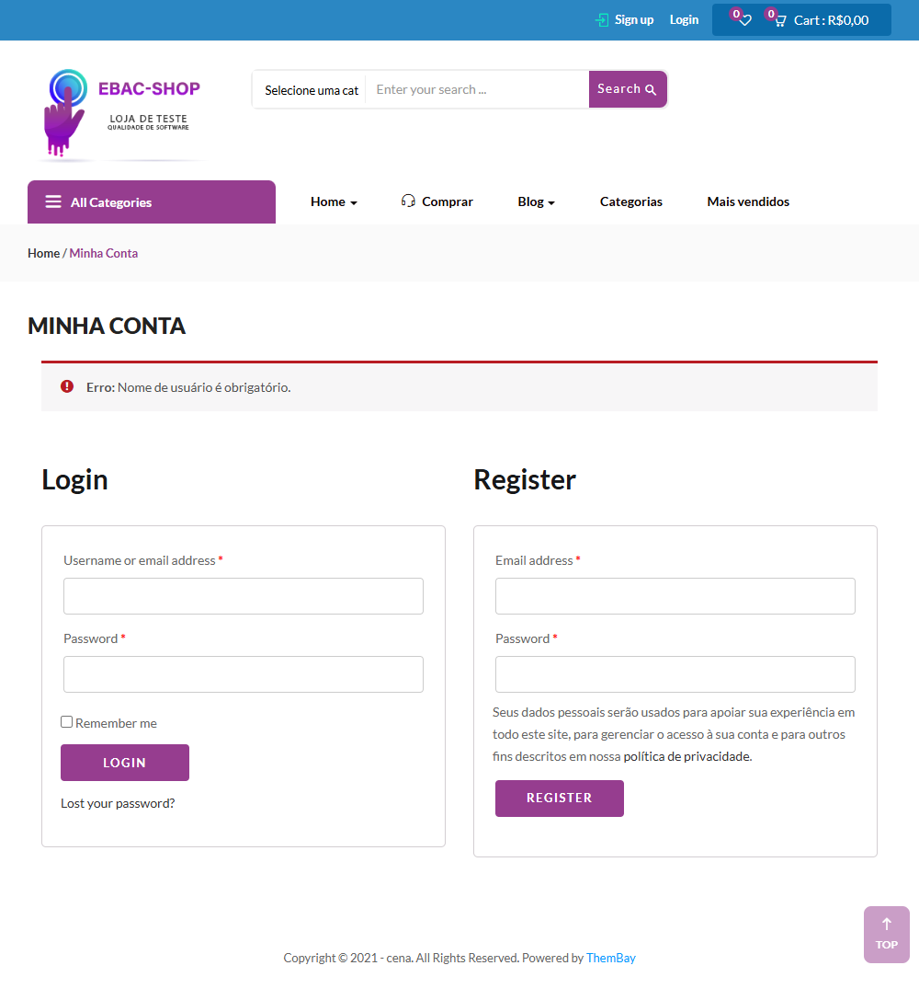 Sign up Login 0 0 Cart : R$0,00
EBAC-SHOP
LOJA DE TESTE
QUALIDADE DE SOFTWARE
Selecione uma cat Enter your search ... Search
All Categories Home Comprar Blog Categorias Mais vendidos
Home / Minha Conta
MINHA CONTA
Erro: Nome de usuário é obrigatório.
Login
Username or email address *
Password *
Remember me
LOGIN
Lost your password?
Register
Email address *
Password *
Seus dados pessoais serão usados para apoiar sua experiência em
todo este site, para gerenciar o acesso à sua conta e para outros
fins descritos em nossa política de privacidade.
REGISTER
TOP
Copyright © 2021 - cena. All Rights Reserved. Powered by ThemBay